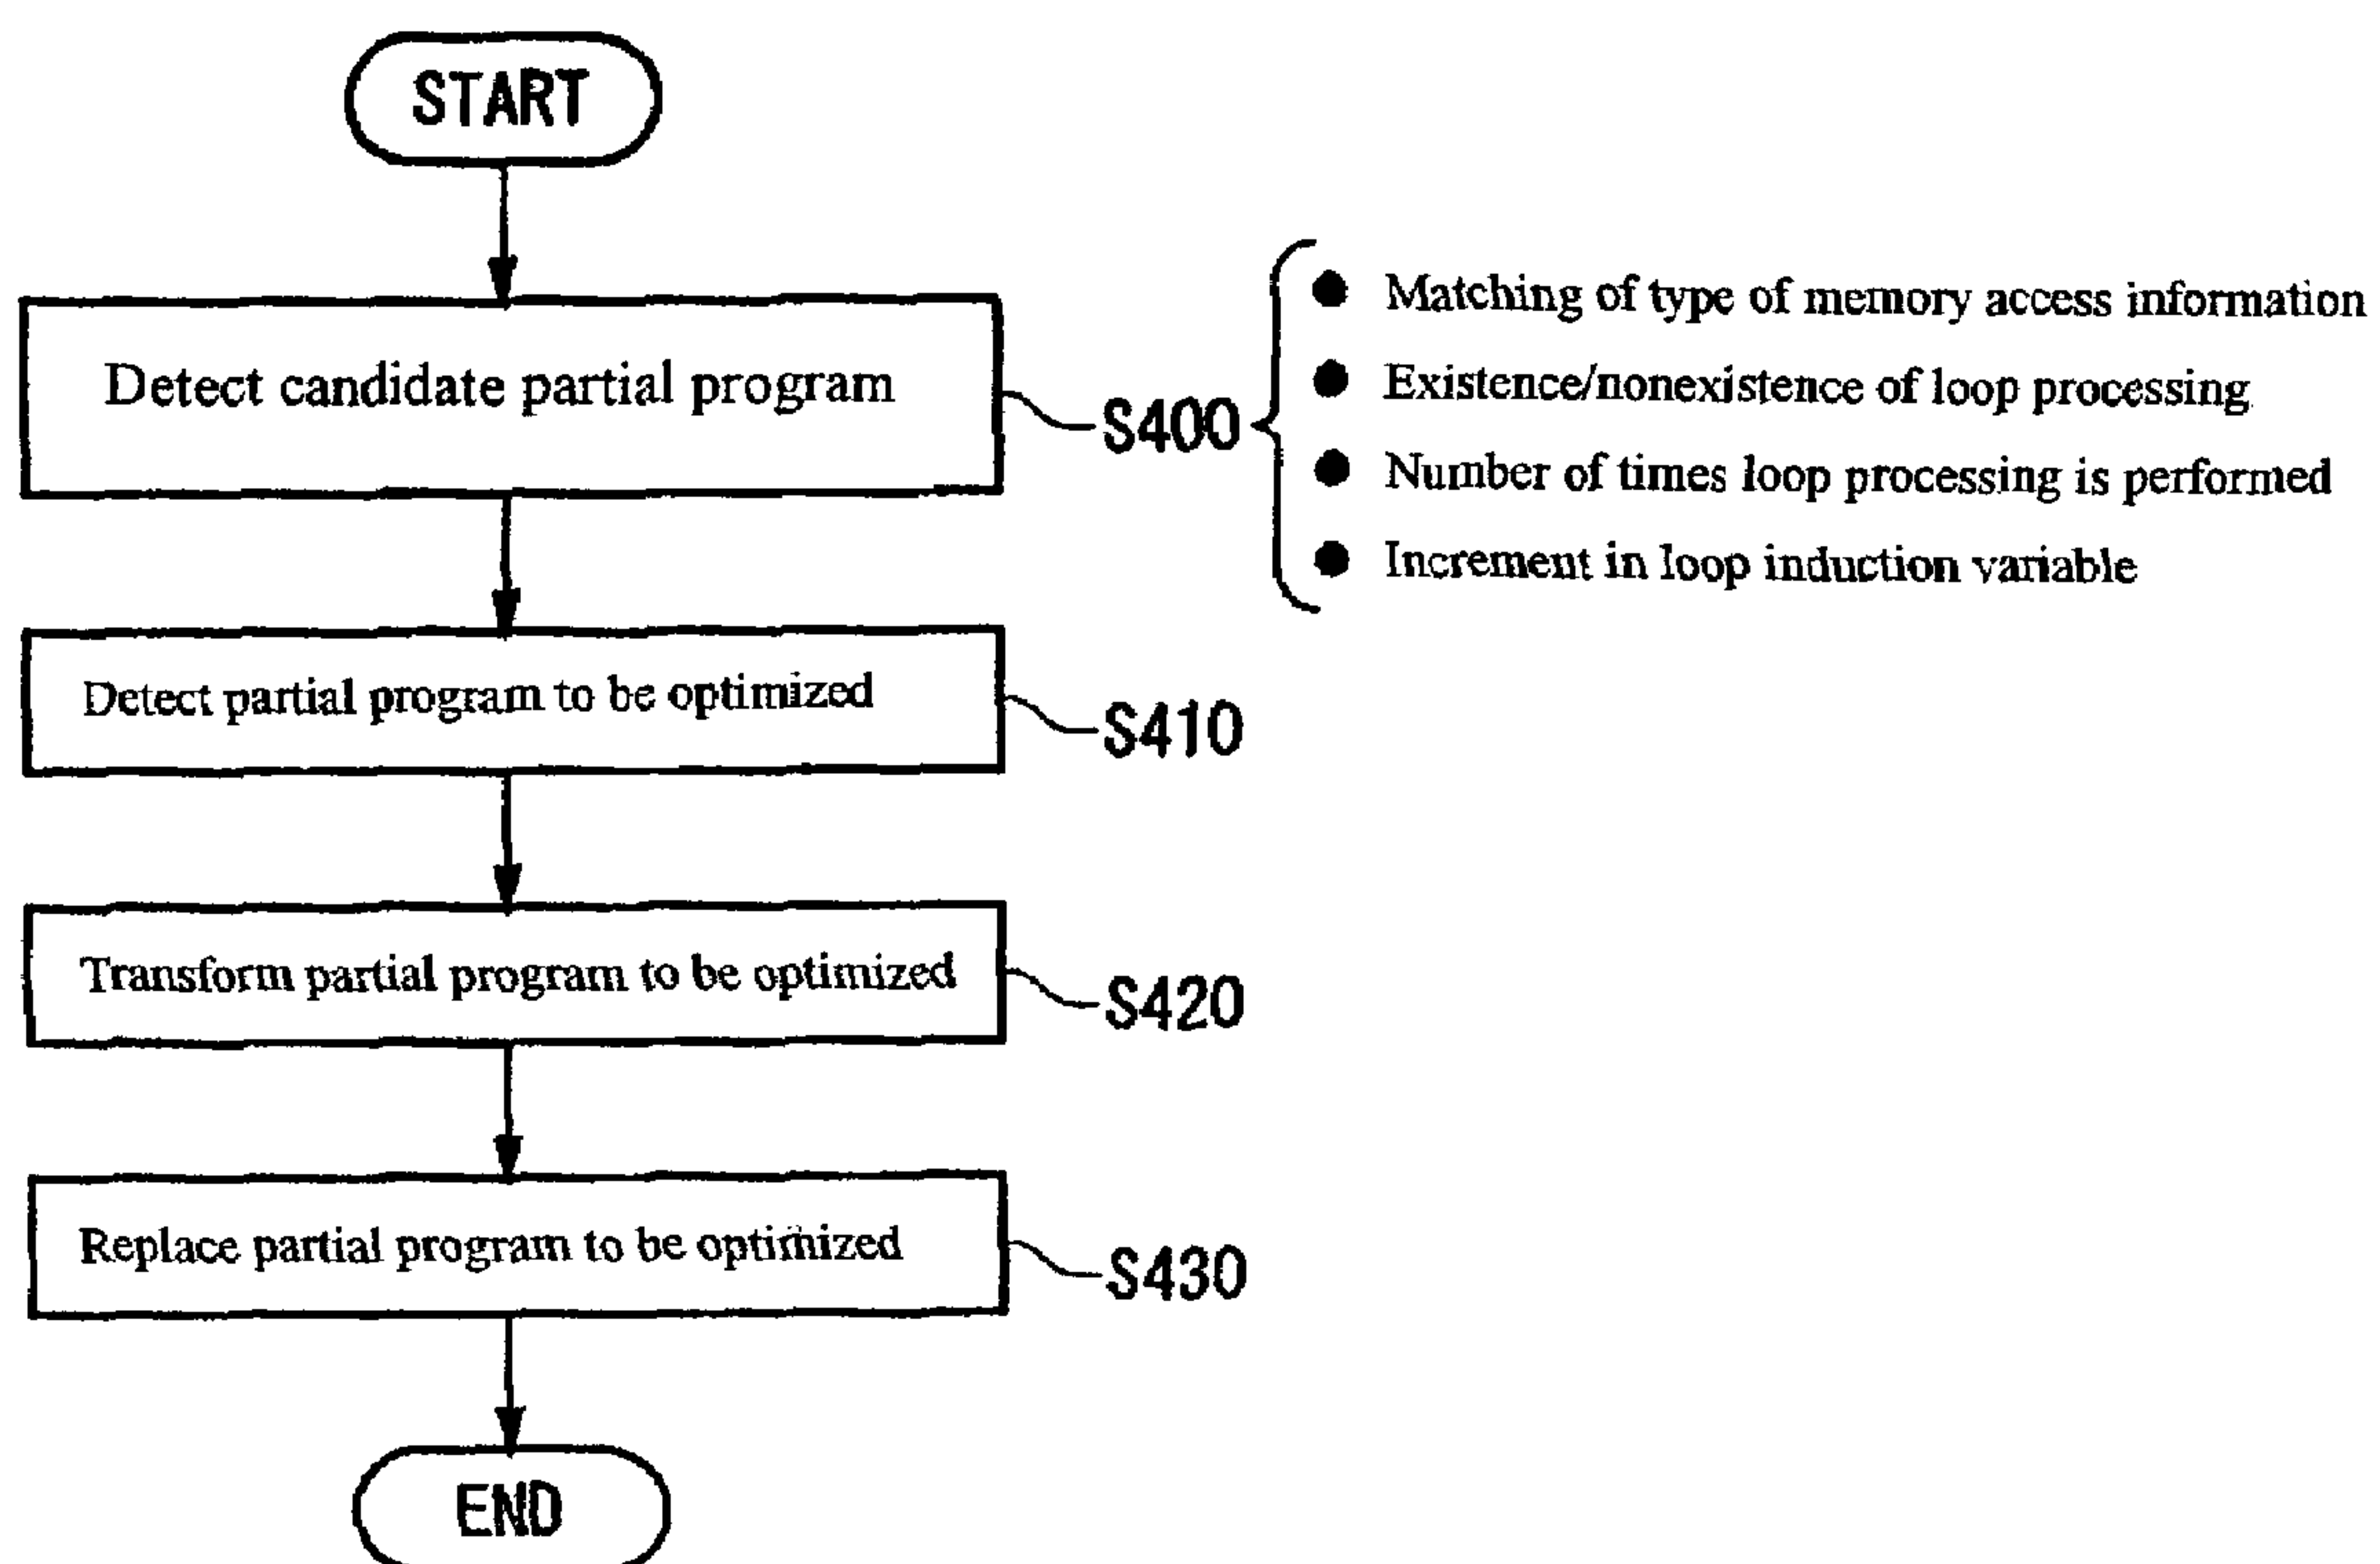 START
Detect candidate partial program
S400
● Matching of type of memory access information
● Existence/nonexistence of loop processing
● Number of times loop processing is performed
● Increment in loop induction variable
Detect partial program to be optimized
S410
Transform partial program to be optimized
S420
Replace partial program to be optimized
S430
END